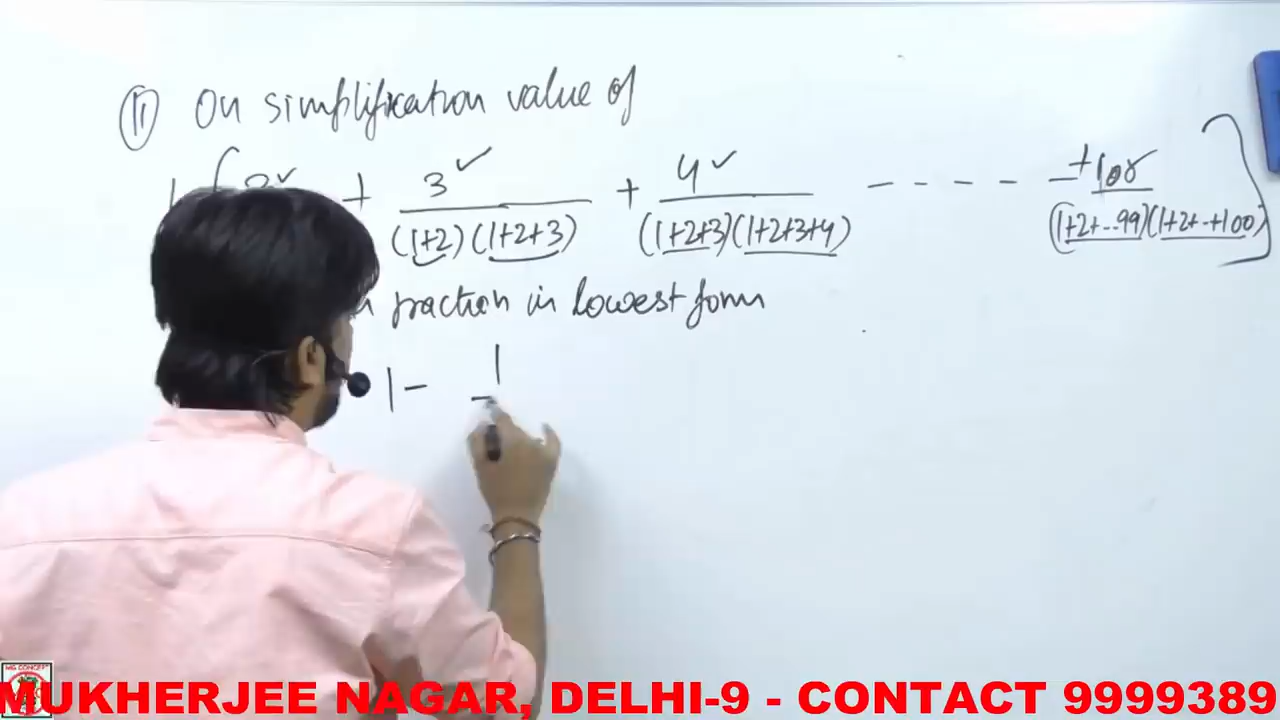 11 On simplification value of
1 ( 2 + 3 / (1+2)(1+2+3) + 4 / (1+2+3)(1+2+3+4) - - - - - + 100 / (1+2+..99)(1+2+..+100) ]
fraction in lowest form
1 - 1
MUKHERJEE NAGAR, DELHI-9 - CONTACT 9999389